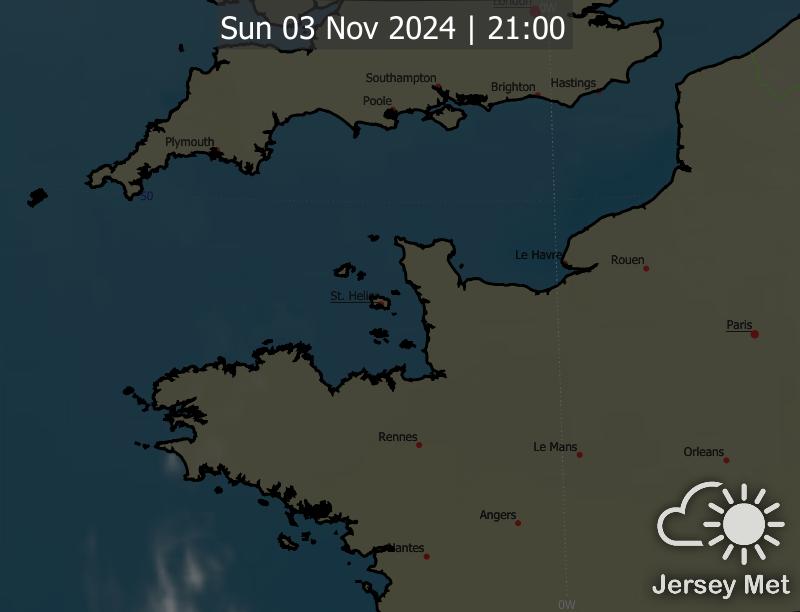 London
0W
Sun 03 Nov 2024 | 21:00
Southampton
Brighton
Hastings
Poole
Plymouth
50
Le Havre
Rouen
St. Helier
Paris
Rennes
Le Mans
Orleans
Angers
Nantes
Jersey Met
0W